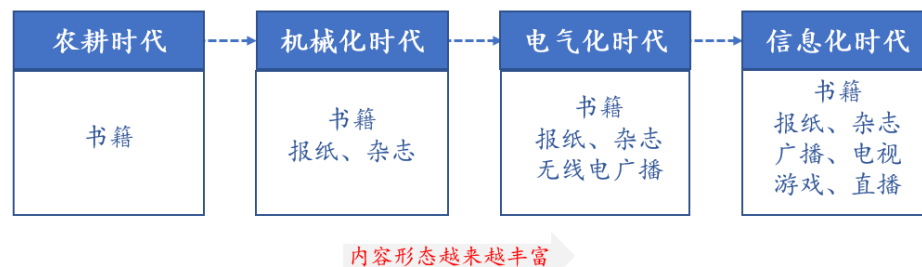 农耕时代
机械化时代
电气化时代
信息化时代
书籍
书籍
报纸、杂志
书籍
报纸、杂志
无线电广播
书籍
报纸、杂志
广播、电视
游戏、直播
内容形态越来越丰富